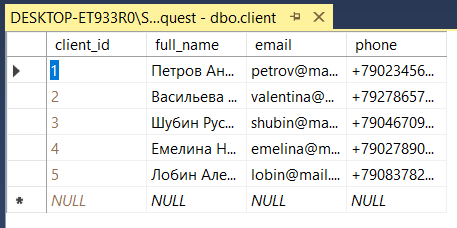 DESKTOP-ET933R0\S...quest - dbo.client
client_id full_name email phone
1 Петров Ан... petrov@ma... +79023456...
2 Васильева ... valentina@... +79278657...
3 Шубин Рус... shubin@ma... +79046709...
4 Емелина Н... emelina@m... +79027890...
5 Лобин Але... lobin@mail.... +79083782...
NULL NULL NULL NULL